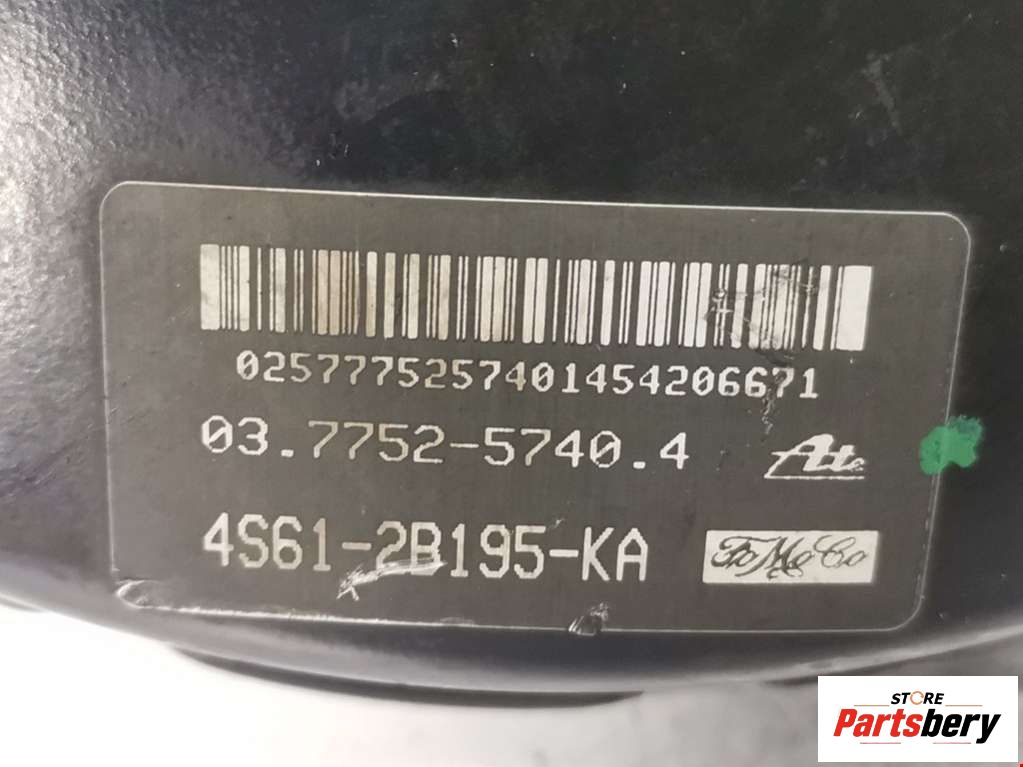 0257775257401454206671
03.7752-5740.4 Ate
4S61-2B195-KA FoMoCo
STORE
Partsbery